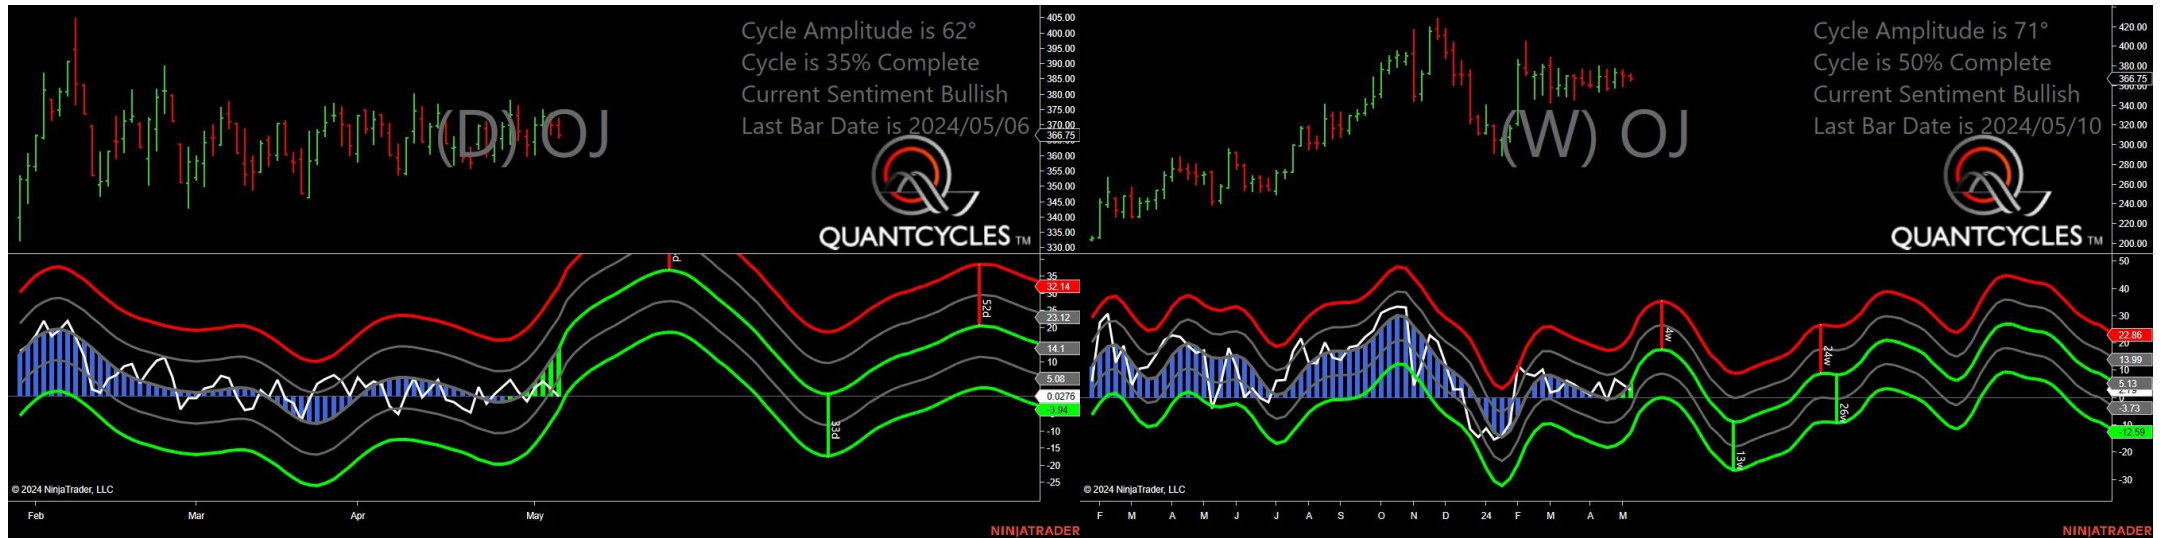 Cycle Amplitude is 62°
Cycle is 35% Complete
Current Sentiment Bullish
Last Bar Date is 2024/05/06
(D) OJ
QUANTCYCLES TM
405.00
400.00
395.00
390.00
385.00
380.00
375.00
370.00
366.75
360.00
355.00
350.00
345.00
340.00
335.00
330.00
52d
33d
35
32.14
30
25
23.12
20
14.1
10
5.08
0.0276
-3.94
-10
-15
-20
-25
© 2024 NinjaTrader, LLC
Feb Mar Apr May
NINJATRADER
Cycle Amplitude is 71°
Cycle is 50% Complete
Current Sentiment Bullish
Last Bar Date is 2024/05/10
(W) OJ
QUANTCYCLES TM
420.00
400.00
380.00
366.75
360.00
340.00
320.00
300.00
280.00
260.00
240.00
220.00
200.00
4w
24w
13w
26w
50
40
30
22.86
20
13.99
10
5.13
-3.73
-12.59
-20
-30
© 2024 NinjaTrader, LLC
F M A M J J A S O N D 24 F M A M
NINJATRADER